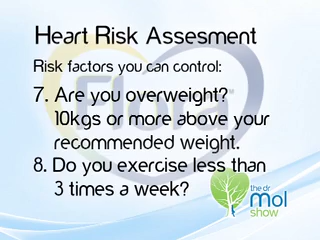 Heart Risk Assesment
Risk factors you can control:
7. Are you overweight?
10kgs or more above your
recommended weight.
8. Do you exercise less than
3 times a week?
Flora
the dr
mol
show